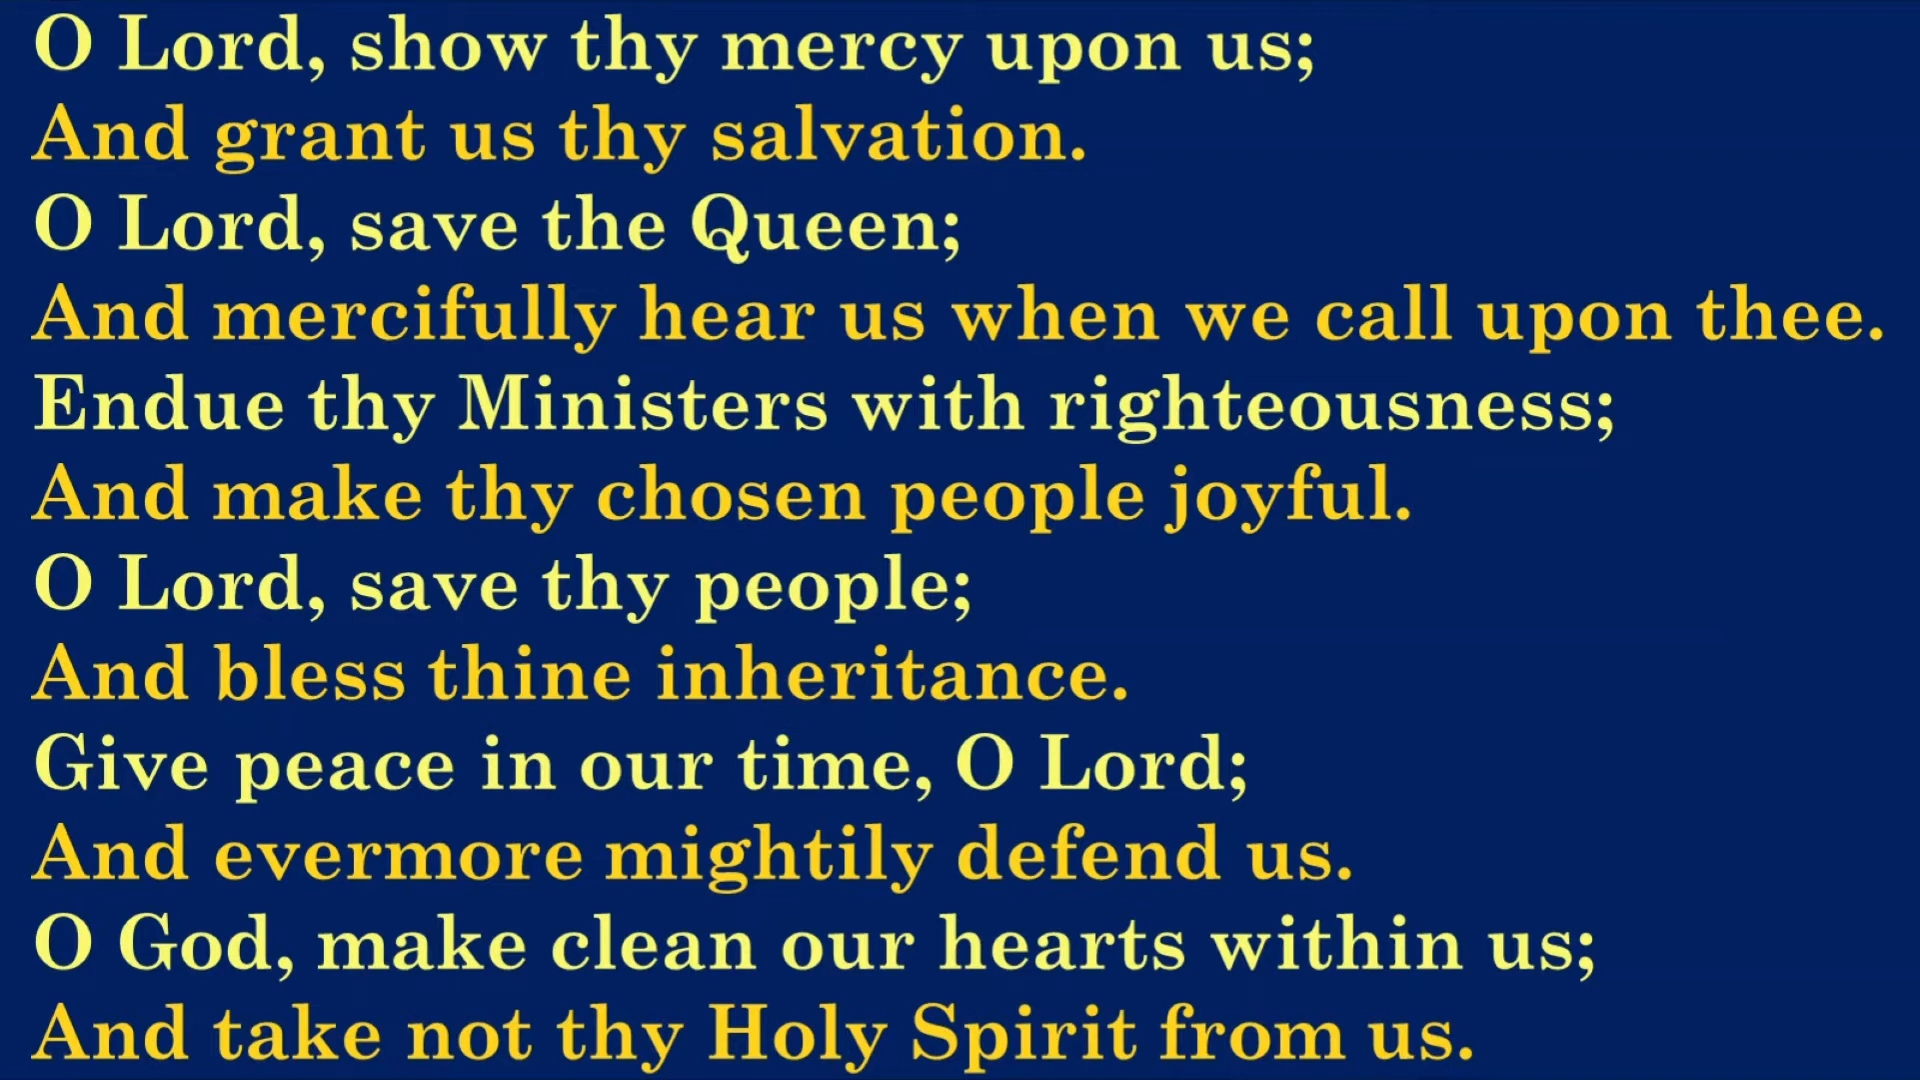 O Lord, show thy mercy upon us;
And grant us thy salvation.
O Lord, save the Queen;
And mercifully hear us when we call upon thee.
Endue thy Ministers with righteousness;
And make thy chosen people joyful.
O Lord, save thy people;
And bless thine inheritance.
Give peace in our time, O Lord;
And evermore mightily defend us.
O God, make clean our hearts within us;
And take not thy Holy Spirit from us.